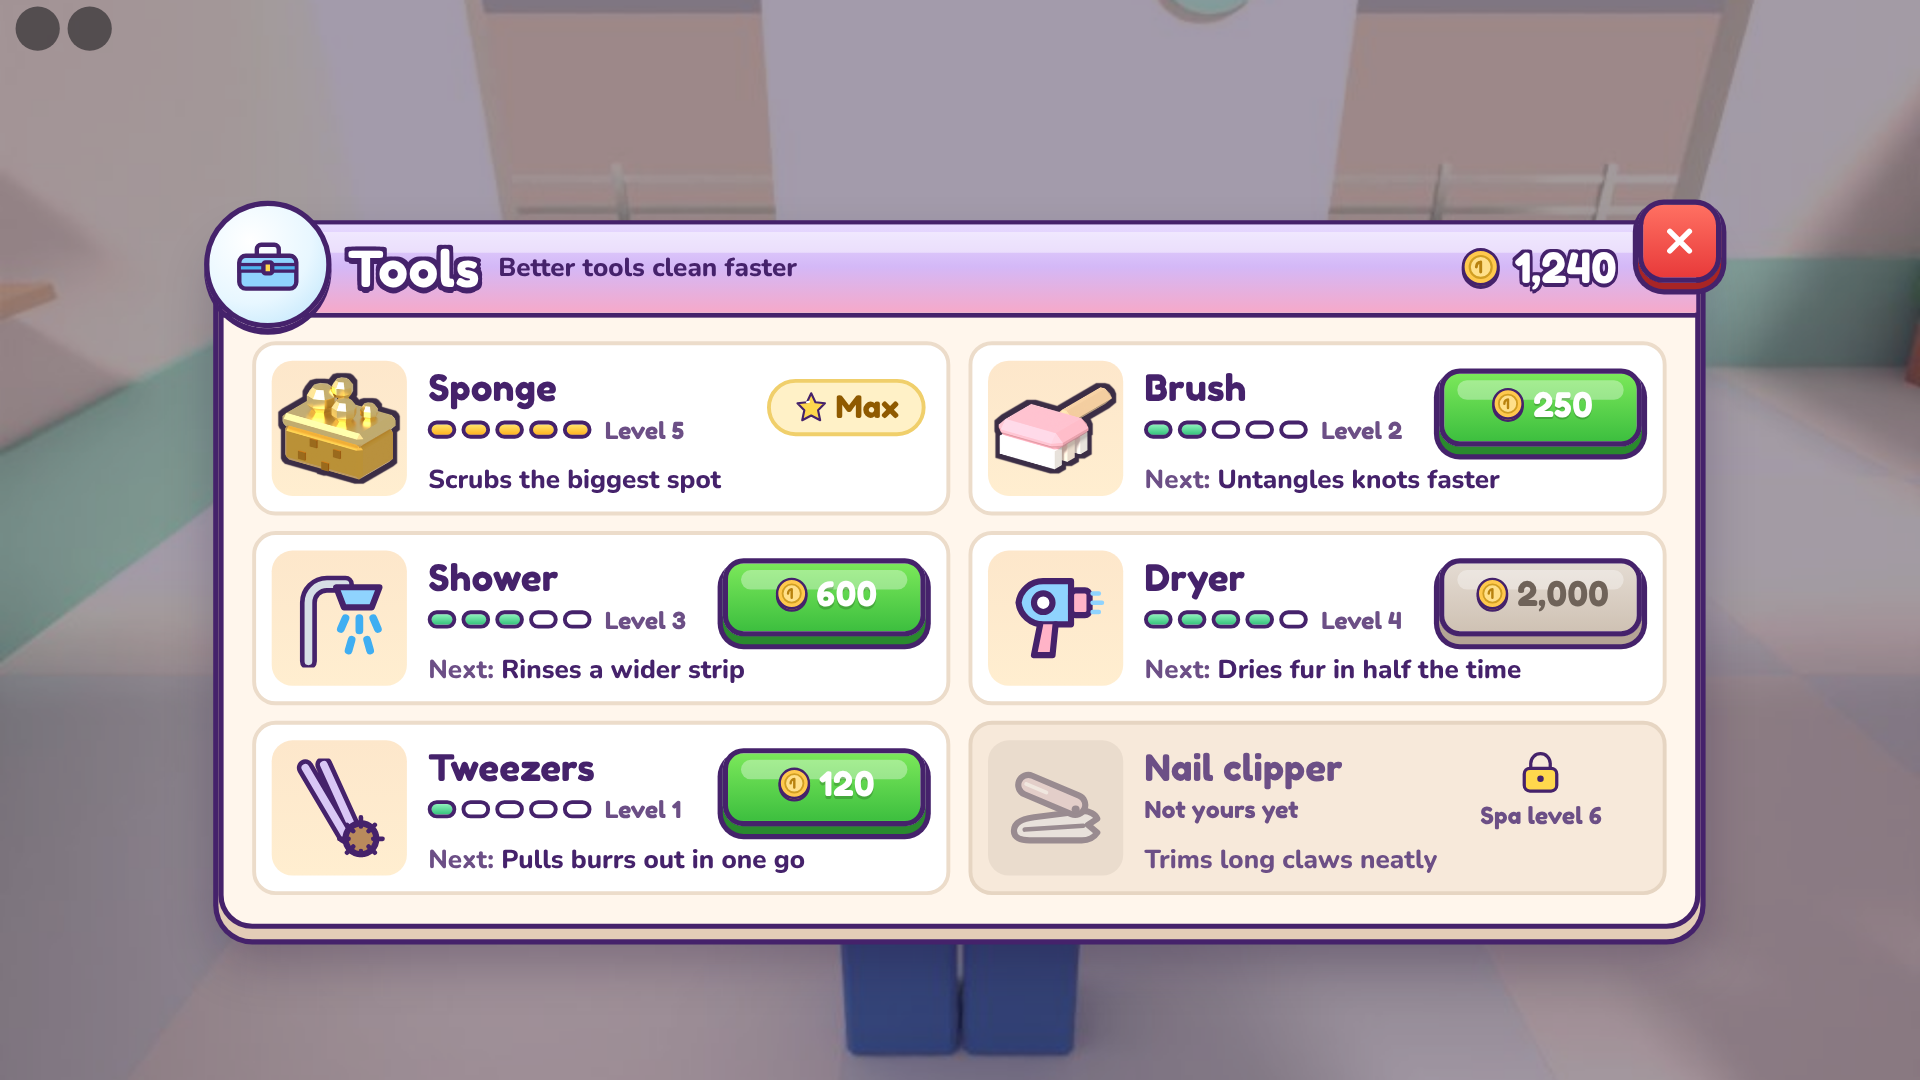 Tools
Better tools clean faster
1,240
Sponge
Level 5
Max
Scrubs the biggest spot
Brush
Level 2
250
Next: Untangles knots faster
Shower
Level 3
600
Next: Rinses a wider strip
Dryer
Level 4
2,000
Next: Dries fur in half the time
Tweezers
Level 1
120
Next: Pulls burrs out in one go
Nail clipper
Not yours yet
Spa level 6
Trims long claws neatly